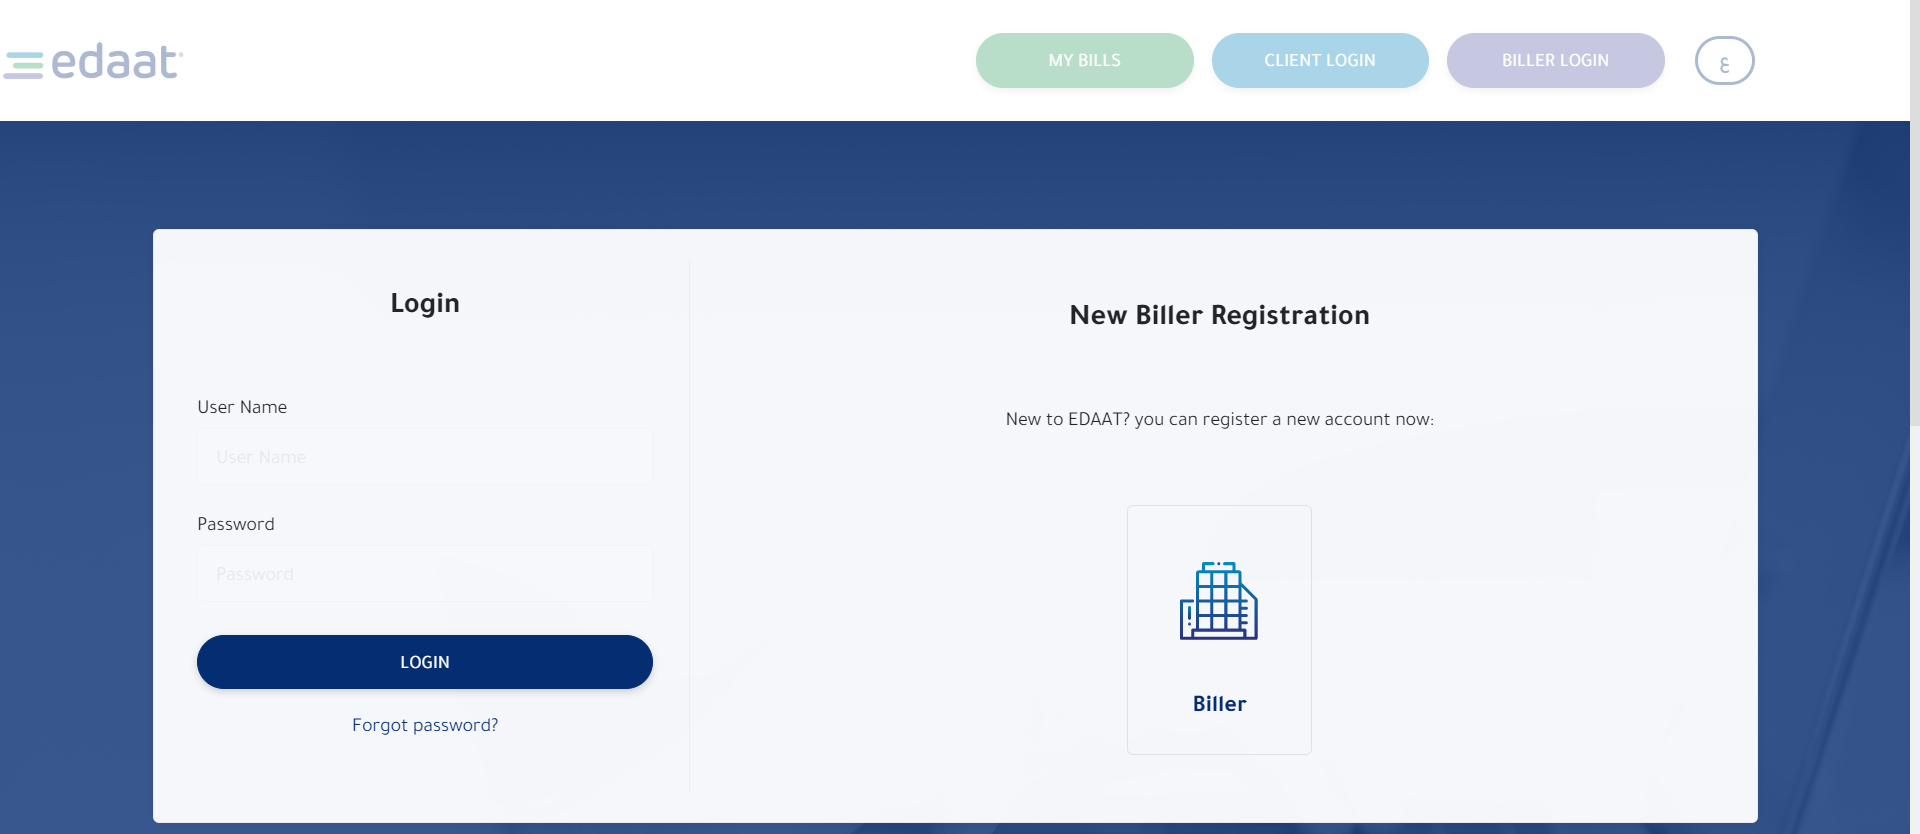 edaat
MY BILLS
CLIENT LOGIN
BILLER LOGIN
ع
Login
User Name
User Name
Password
Password
LOGIN
Forgot password?
New Biller Registration
New to EDAAT? you can register a new account now:
Biller